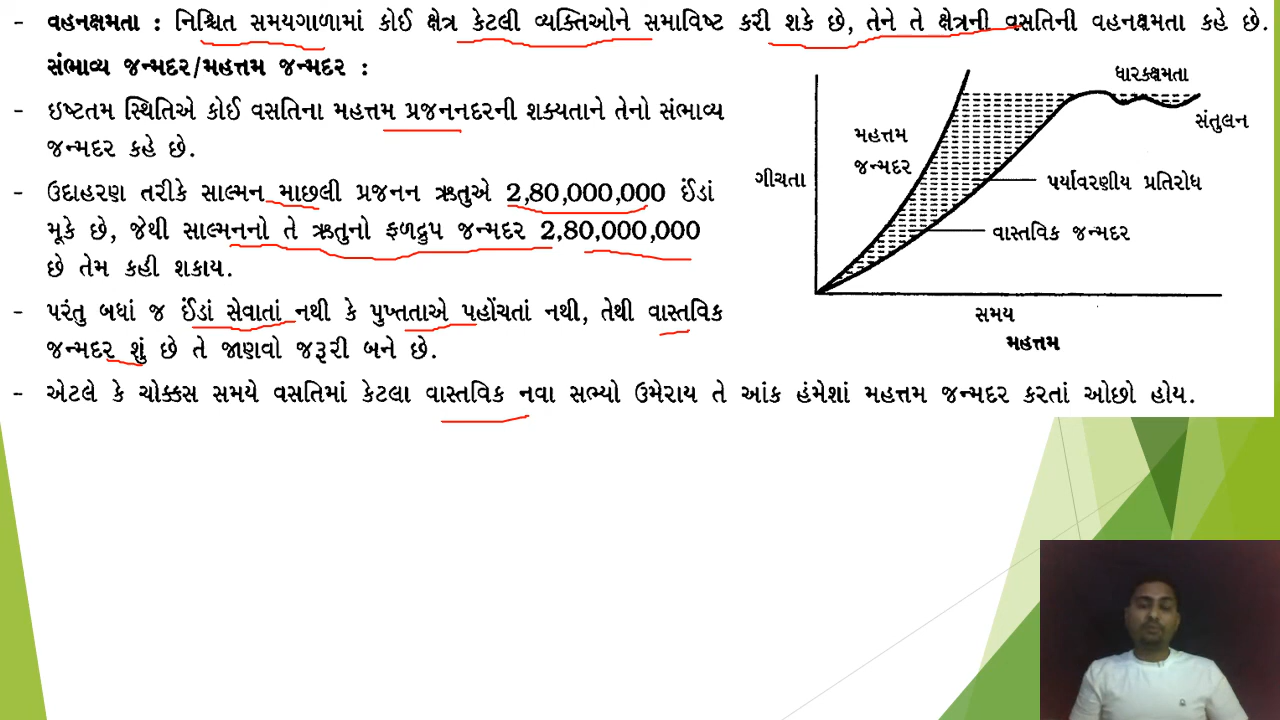 - વહનક્ષમતા : નિશ્ચિત સમયગાળામાં કોઈ ક્ષેત્ર કેટલી વ્યક્તિઓને સમાવિષ્ટ કરી શકે છે, તેને તે ક્ષેત્રની વસતિની વહનક્ષમતા કહે છે.
સંભાવ્ય જન્મદર/મહત્તમ જન્મદર :
- ઇષ્ટતમ સ્થિતિએ કોઈ વસતિના મહત્તમ પ્રજનનદરની શક્યતાને તેનો સંભાવ્ય
જન્મદર કહે છે.
- ઉદાહરણ તરીકે સાલ્મન માછલી પ્રજનન ઋતુએ 2,80,000,000 ઈંડાં
મૂકે છે, જેથી સાલ્મનનો તે ઋતુનો ફળદ્રુપ જન્મદર 2,80,000,000
છે તેમ કહી શકાય.
- પરંતુ બધાં જ ઈંડાં સેવાતાં નથી કે પુખ્તતાએ પહોંચતાં નથી, તેથી વાસ્તવિક
જન્મદર શું છે તે જાણવો જરૂરી બને છે.
- એટલે કે ચોક્કસ સમયે વસતિમાં કેટલા વાસ્તવિક નવા સભ્યો ઉમેરાય તે આંક હંમેશાં મહત્તમ જન્મદર કરતાં ઓછો હોય.
ધારકક્ષમતા
સંતુલન
મહત્તમ
જન્મદર
ગીચતા
પર્યાવરણીય પ્રતિરોધ
વાસ્તવિક જન્મદર
સમય
મહત્તમ